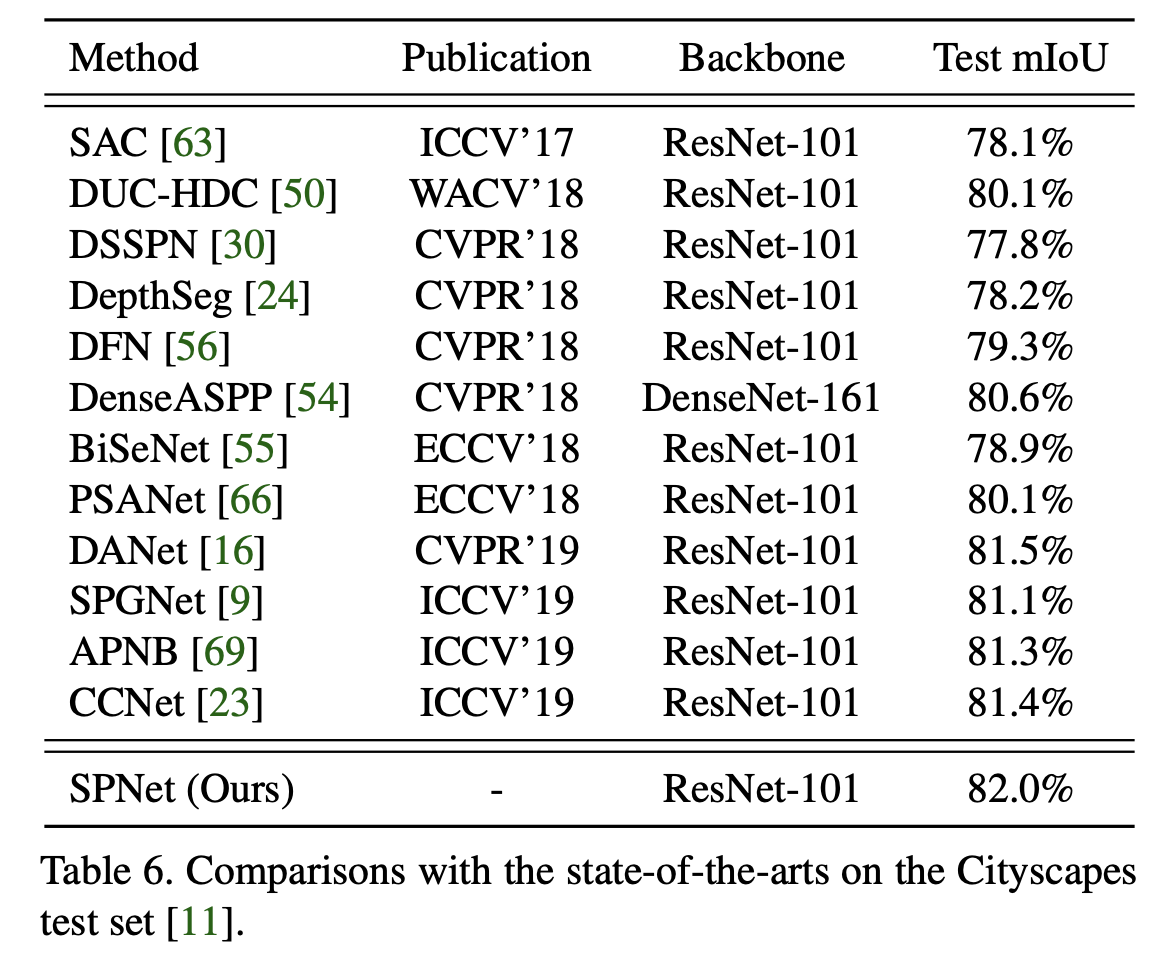 Method Publication Backbone Test mIoU
SAC [63] ICCV’17 ResNet-101 78.1%
DUC-HDC [50] WACV’18 ResNet-101 80.1%
DSSPN [30] CVPR’18 ResNet-101 77.8%
DepthSeg [24] CVPR’18 ResNet-101 78.2%
DFN [56] CVPR’18 ResNet-101 79.3%
DenseASPP [54] CVPR’18 DenseNet-161 80.6%
BiSeNet [55] ECCV’18 ResNet-101 78.9%
PSANet [66] ECCV’18 ResNet-101 80.1%
DANet [16] CVPR’19 ResNet-101 81.5%
SPGNet [9] ICCV’19 ResNet-101 81.1%
APNB [69] ICCV’19 ResNet-101 81.3%
CCNet [23] ICCV’19 ResNet-101 81.4%
SPNet (Ours) - ResNet-101 82.0%
Table 6. Comparisons with the state-of-the-arts on the Cityscapes
test set [11].